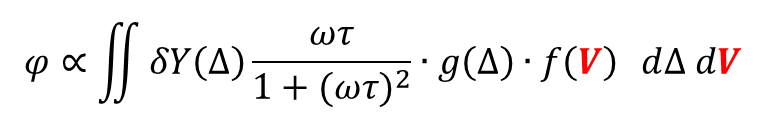 φ ∝ ∬ δY(Δ) ωτ / 1 + (ωτ)² · g(Δ) · f(V) dΔ dV